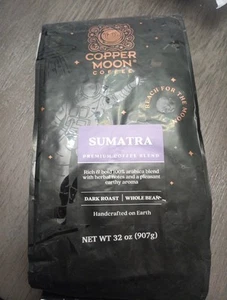 COPPER
MOON
COFFEE
REACH FOR THE MOON
SUMATRA
PREMIUM COFFEE BLEND
Rich & bold 100% arabica blend
with herbal notes and a pleasant
earthy aroma
DARK ROAST | WHOLE BEAN
Handcrafted on Earth
NET WT 32 oz (907g)